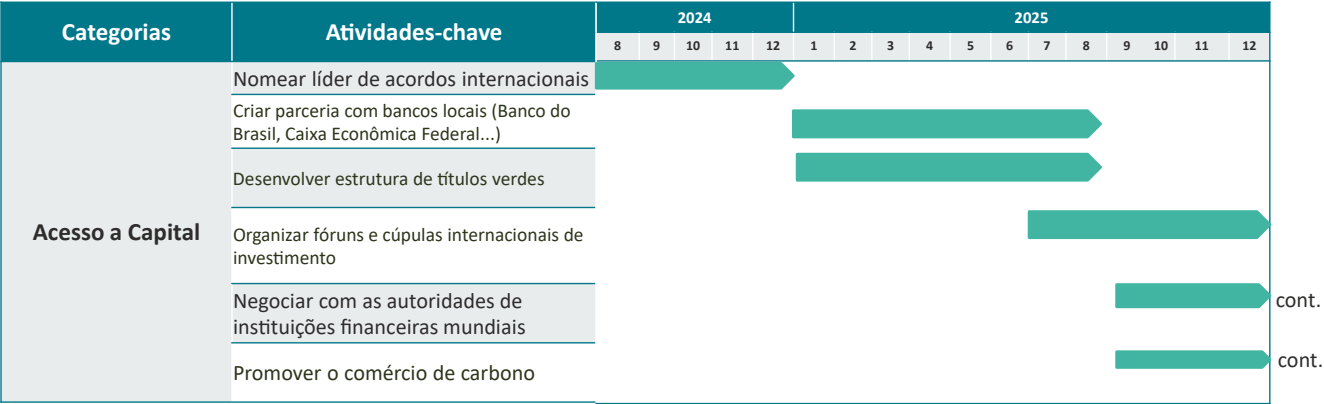 Categorias
Atividades-chave
2024
2025
8 9 10 11 12 1 2 3 4 5 6 7 8 9 10 11 12
Acesso a Capital
Nomear líder de acordos internacionais
Criar parceria com bancos locais (Banco do
Brasil, Caixa Econômica Federal...)
Desenvolver estrutura de títulos verdes
Organizar fóruns e cúpulas internacionais de
investimento
Negociar com as autoridades de
instituições financeiras mundiais
cont.
Promover o comércio de carbono
cont.